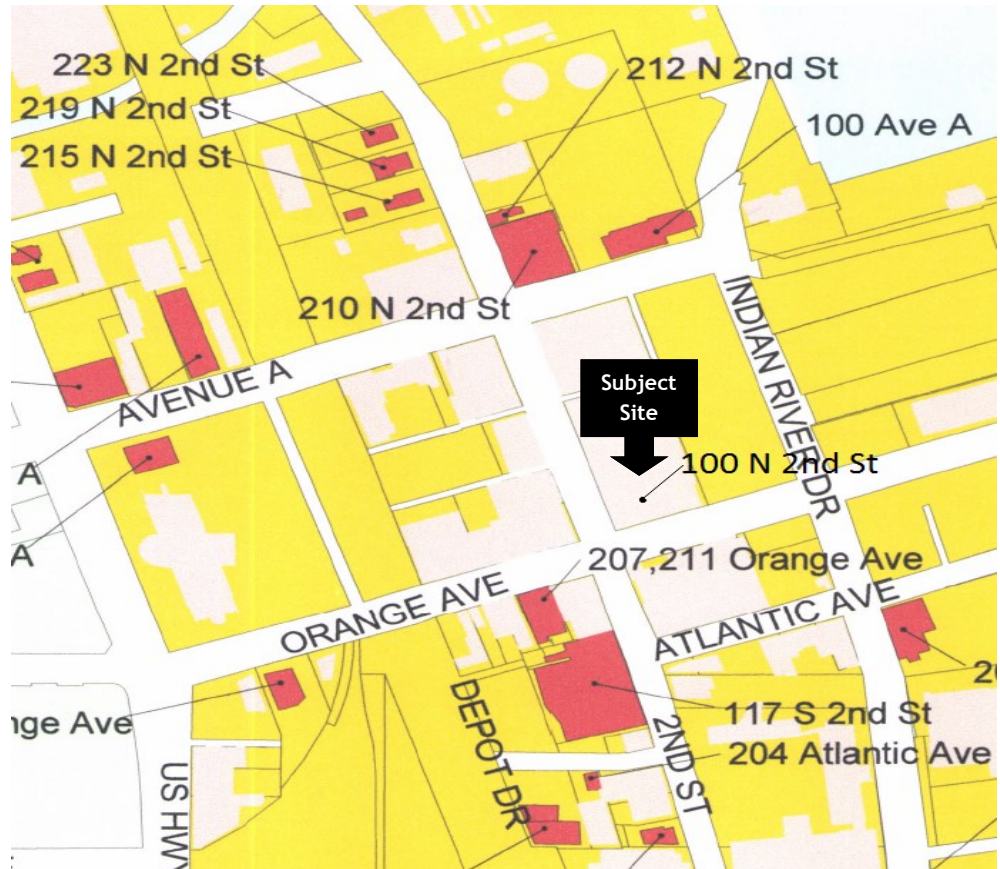 223 N 2nd St
212 N 2nd St
219 N 2nd St
100 Ave A
215 N 2nd St
210 N 2nd St
INDIAN RIVER DR
AVENUE A
Subject
Site
100 N 2nd St
A
A
207,211 Orange Ave
ORANGE AVE
ATLANTIC AVE
20
nge Ave
DEPOT DR
117 S 2nd St
2ND ST
204 Atlantic Ave
US HWY